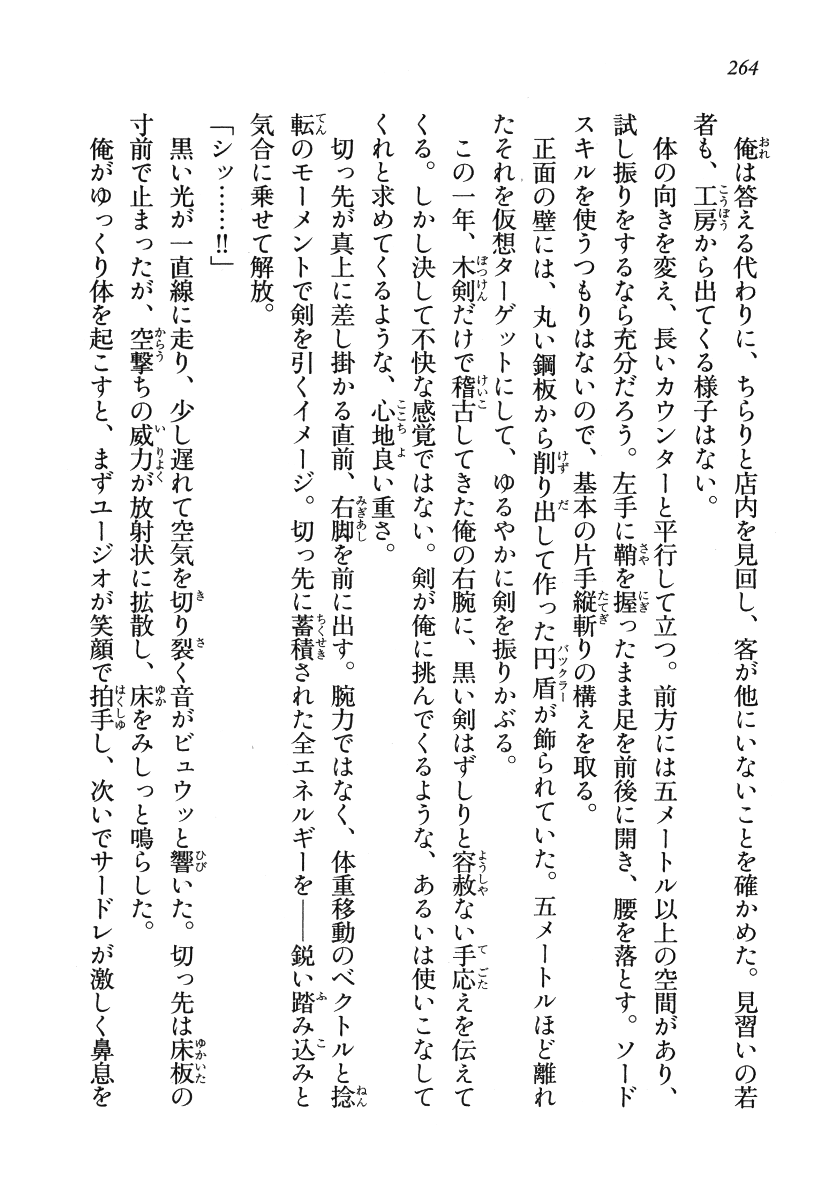 264
俺は答える代わりに、ちらりと店内を見回し、客が他にいないことを確かめた。見習いの若
者も、工房から出てくる様子はない。
体の向きを変え、長いカウンターと平行して立つ。前方には五メートル以上の空間があり、
試し振りをするなら充分だろう。左手に鞘を握ったまま足を前後に開き、腰を落とす。ソード
スキルを使うつもりはないので、基本の片手縦斬りの構えを取る。
正面の壁には、丸い鋼板から削り出して作った円盾が飾られていた。五メートルほど離れ
たそれを仮想ターゲットにして、ゆるやかに剣を振りかぶる。
この一年、木剣だけで稽古してきた俺の右腕に、黒い剣はずしりと容赦ない手応えを伝えて
くる。しかし決して不快な感覚ではない。剣が俺に挑んでくるような、あるいは使いこなして
くれと求めてくるような、心地良い重さ。
切っ先が真上に差し掛かる直前、右脚を前に出す。腕力ではなく、体重移動のベクトルと捻
転のモーメントで剣を引くイメージ。切っ先に蓄積された全エネルギーを――鋭い踏み込みと
気合に乗せて解放。
「シッ……!!」
黒い光が一直線に走り、少し遅れて空気を切り裂く音がビュウッと響いた。切っ先は床板の
寸前で止まったが、空撃ちの威力が放射状に拡散し、床をみしっと鳴らした。
俺がゆっくり体を起こすと、まずユージオが笑顔で拍手し、次いでサードレが激しく鼻息を